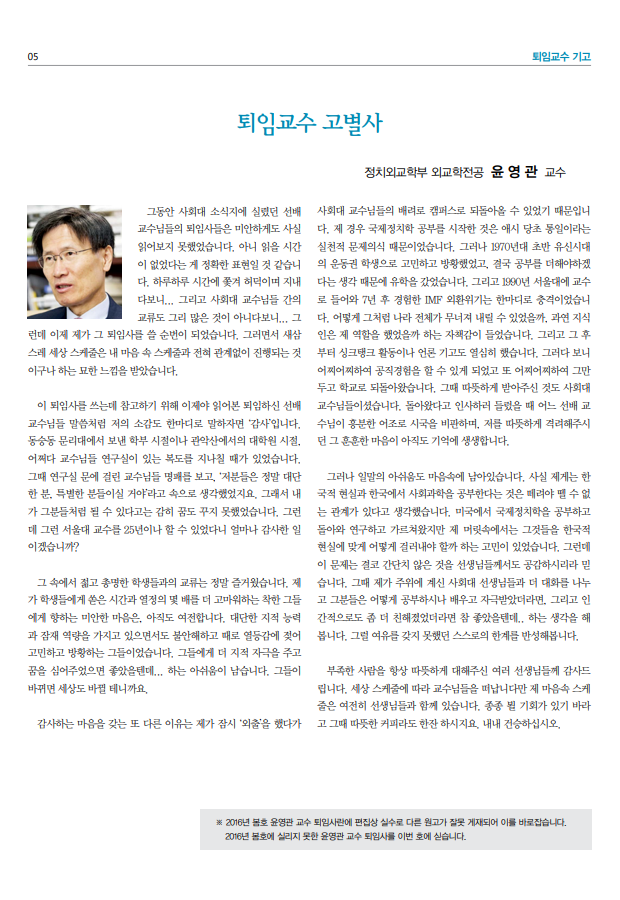 05
퇴임교수 기고
퇴임교수 고별사
정치외교학부 외교학전공 윤 영 관 교수
그동안 사회대 소식지에 실렸던 선배
교수님들의 퇴임사들은 미안하게도 사실
읽어보지 못했었습니다. 아니 읽을 시간
이 없었다는 게 정확한 표현일 것 같습니
다. 하루하루 시간에 쫓겨 허덕이며 지내
다보니... 그리고 사회대 교수님들 간의
교류도 그리 많은 것이 아니다보니... 그
런데 이제 제가 그 퇴임사를 쓸 순번이 되었습니다. 그러면서 새삼
스레 세상 스케줄은 내 마음 속 스케줄과 전혀 관계없이 진행되는 것
이구나 하는 묘한 느낌을 받았습니다.
이 퇴임사를 쓰는데 참고하기 위해 이제야 읽어본 퇴임하신 선배
교수님들 말씀처럼 저의 소감도 한마디로 말하자면 '감사'입니다.
동숭동 문리대에서 보낸 학부 시절이나 관악산에서의 대학원 시절,
어쩌다 교수님들 연구실이 있는 복도를 지나칠 때가 있었습니다.
그때 연구실 문에 걸린 교수님들 명패를 보고, '저분들은 정말 대단
한 분, 특별한 분들이실 거야'라고 속으로 생각했었지요. 그래서 내
가 그분들처럼 될 수 있다고는 감히 꿈도 꾸지 못했었습니다. 그런
데 그런 서울대 교수를 25년이나 할 수 있었다니 얼마나 감사한 일
이겠습니까?
그 속에서 젊고 총명한 학생들과의 교류는 정말 즐거웠습니다. 제
가 학생들에게 쏟은 시간과 열정의 몇 배를 더 고마워하는 착한 그들
에게 향하는 미안한 마음은, 아직도 여전합니다. 대단한 지적 능력
과 잠재 역량을 가지고 있으면서도 불안해하고 때로 열등감에 젖어
고민하고 방황하는 그들이었습니다. 그들에게 더 지적 자극을 주고
꿈을 심어주었으면 좋았을텐데... 하는 아쉬움이 남습니다. 그들이
바뀌면 세상도 바뀔 테니까요.
감사하는 마음을 갖는 또 다른 이유는 제가 잠시 '외출'을 했다가
사회대 교수님들의 배려로 캠퍼스로 되돌아올 수 있었기 때문입니
다. 제 경우 국제정치학 공부를 시작한 것은 애시 당초 통일이라는
실천적 문제의식 때문이었습니다. 그러나 1970년대 초반 유신시대
의 운동권 학생으로 고민하고 방황했었고, 결국 공부를 더해야하겠
다는 생각 때문에 유학을 갔었습니다. 그리고 1990년 서울대에 교수
로 들어와 7년 후 경험한 IMF 외환위기는 한마디로 충격이었습니
다. 어떻게 그처럼 나라 전체가 무너져 내릴 수 있었을까, 과연 지식
인은 제 역할을 했었을까 하는 자책감이 들었습니다. 그리고 그 후
부터 싱크탱크 활동이나 언론 기고도 열심히 했습니다. 그러다 보니
어찌어찌하여 공직경험을 할 수 있게 되었고 또 어찌어찌하여 그만
두고 학교로 되돌아왔습니다. 그때 따뜻하게 받아주신 것도 사회대
교수님들이셨습니다. 돌아왔다고 인사하러 들렀을 때 어느 선배 교
수님이 흥분한 어조로 시국을 비판하며, 저를 따뜻하게 격려해주시
던 그 훈훈한 마음이 아직도 기억에 생생합니다.
그러나 일말의 아쉬움도 마음속에 남아있습니다. 사실 제게는 한
국적 현실과 한국에서 사회과학을 공부한다는 것은 떼려야 뗄 수 없
는 관계가 있다고 생각했습니다. 미국에서 국제정치학을 공부하고
돌아와 연구하고 가르쳐왔지만 제 머릿속에서는 그것들을 한국적
현실에 맞게 어떻게 걸러내야 할까 하는 고민이 있었습니다. 그런데
이 문제는 결코 간단치 않은 것을 선생님들께서도 공감하시리라 믿
습니다. 그때 제가 주위에 계신 사회대 선생님들과 더 대화를 나누
고 그분들은 어떻게 공부하시나 배우고 자극받았더라면, 그리고 인
간적으로도 좀 더 친해졌었더라면 참 좋았을텐데.. 하는 생각을 해
봅니다. 그럴 여유를 갖지 못했던 스스로의 한계를 반성해봅니다.
부족한 사람을 항상 따뜻하게 대해주신 여러 선생님들께 감사드
립니다. 세상 스케줄에 따라 교수님들을 떠납니다만 제 마음속 스케
줄은 여전히 선생님들과 함께 있습니다. 종종 뵐 기회가 있기 바라
고 그때 따뜻한 커피라도 한잔 하시지요. 내내 건승하십시오.
※ 2016년 봄호 윤영관 교수 퇴임사란에 편집상 실수로 다른 원고가 잘못 게재되어 이를 바로잡습니다.
2016년 봄호에 실리지 못한 윤영관 교수 퇴임사를 이번 호에 싣습니다.